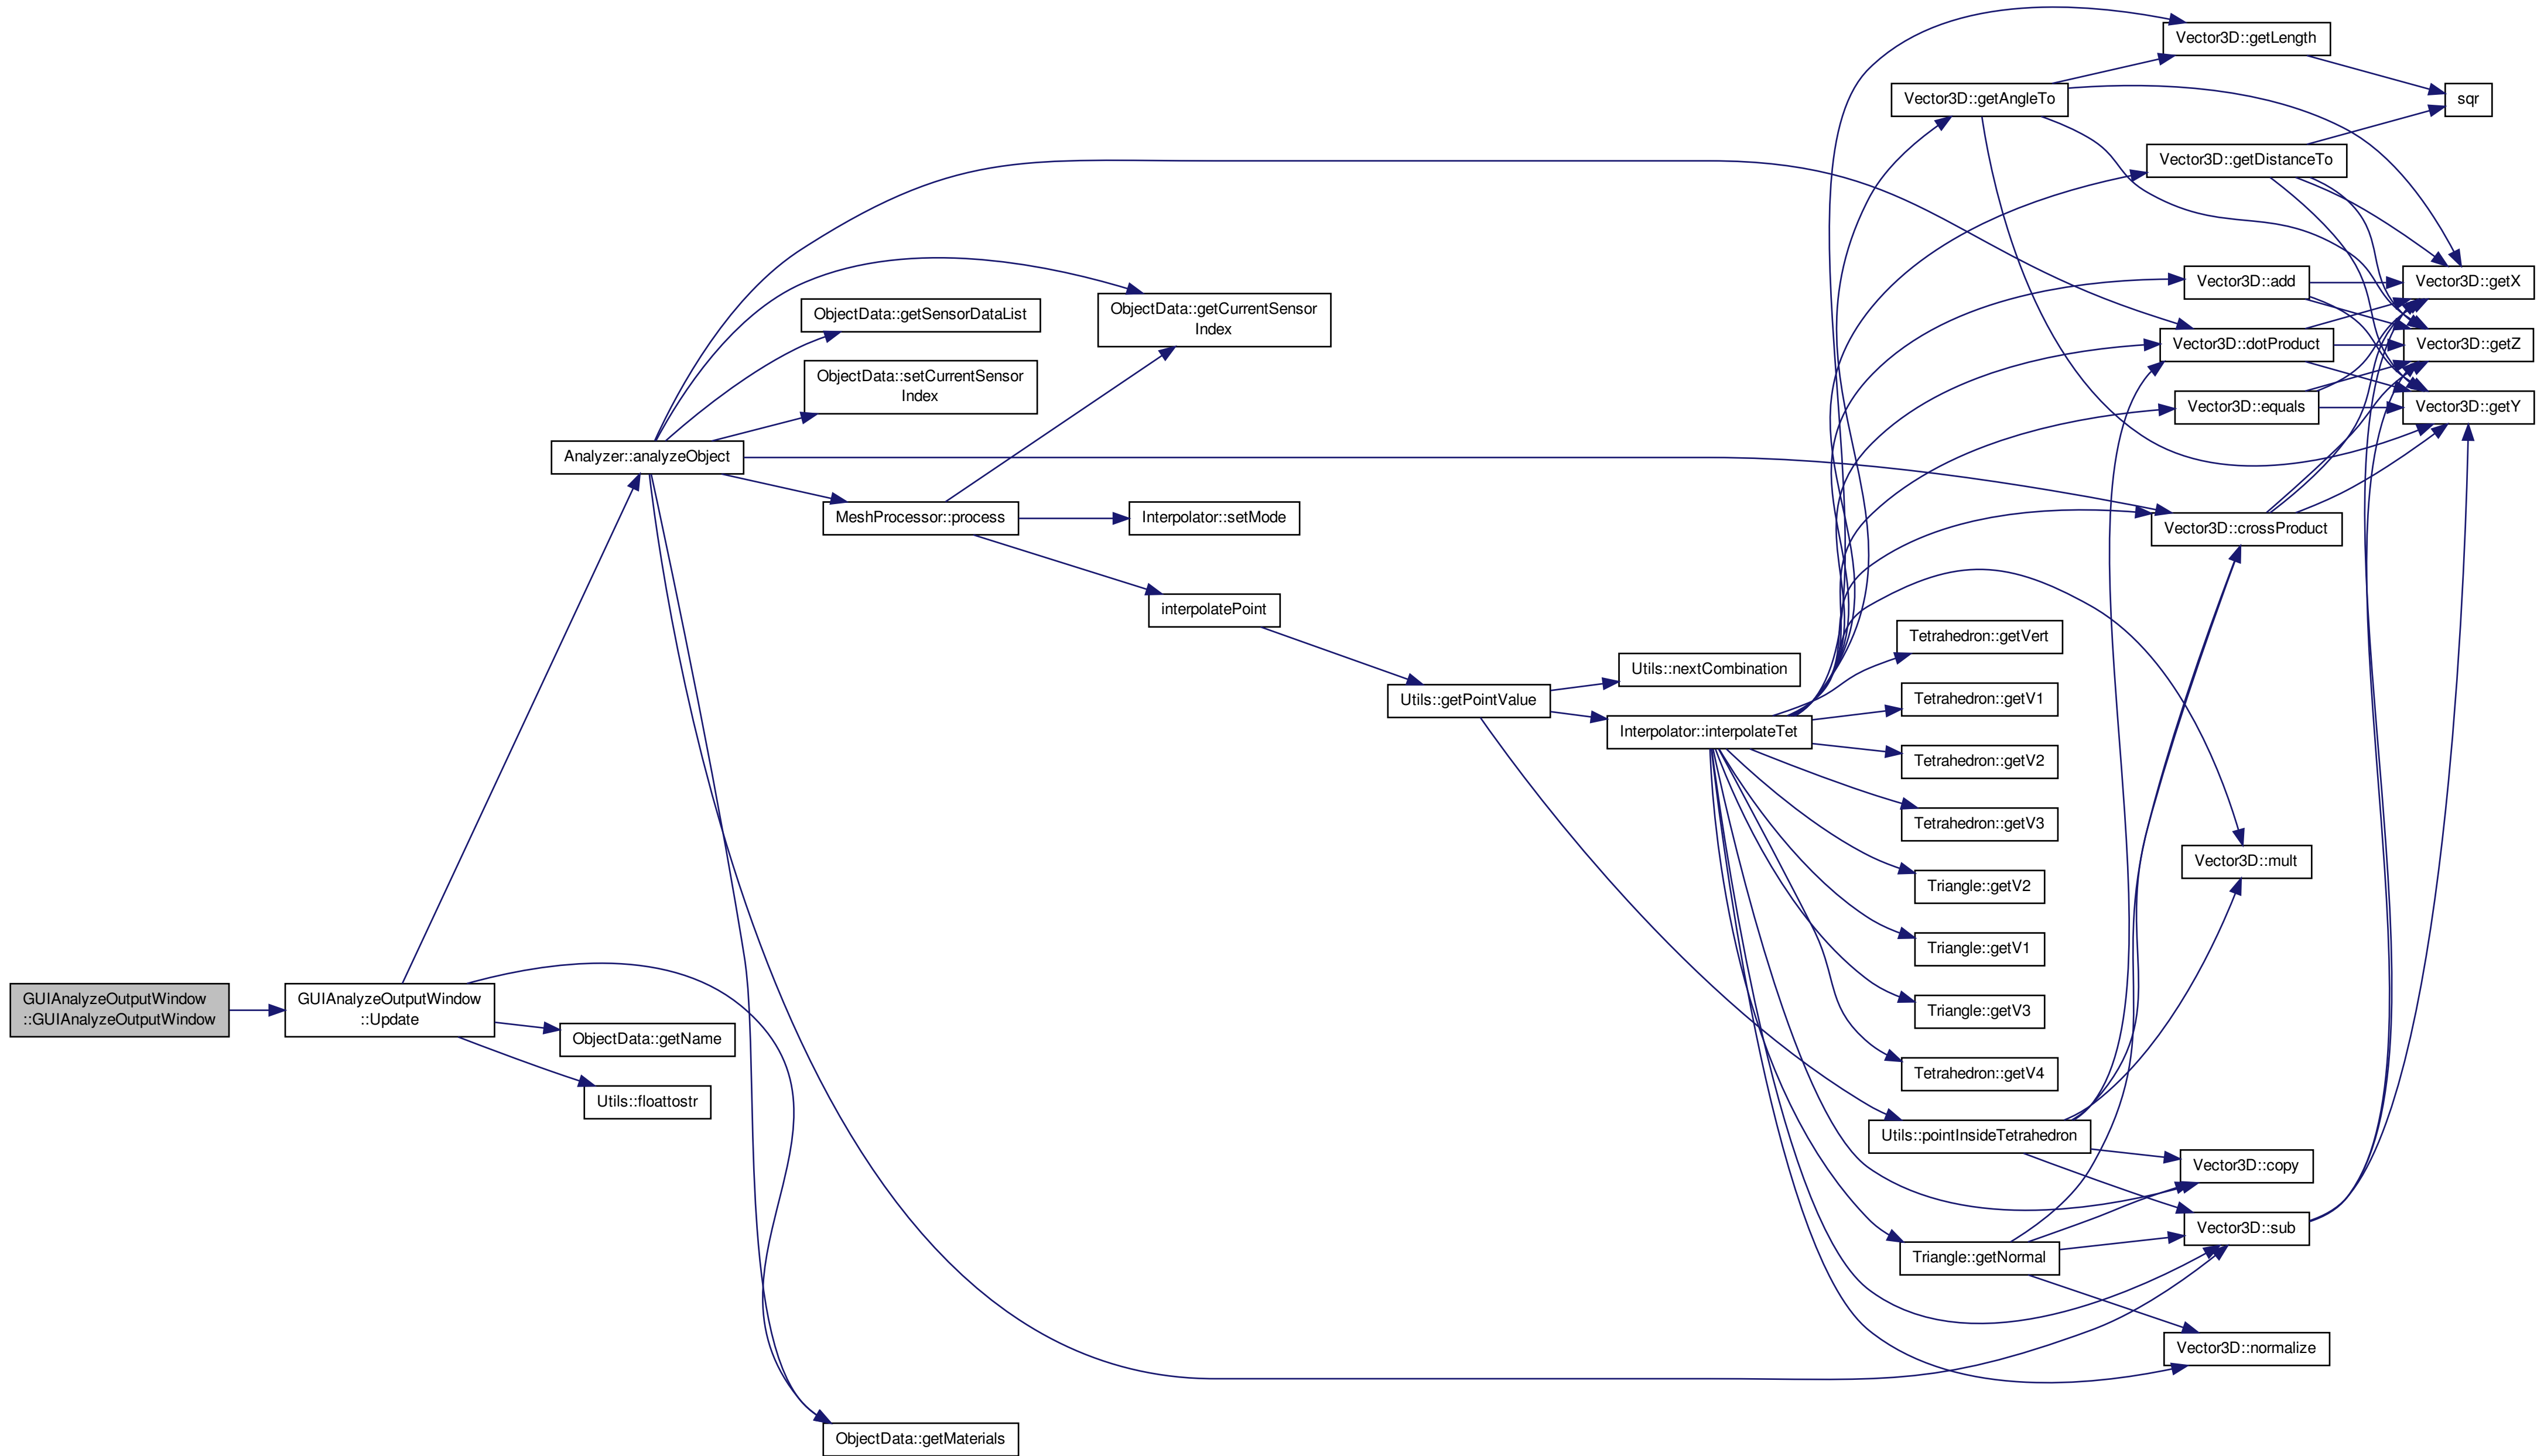 GUIAnalyzeOutputWindow
::GUIAnalyzeOutputWindow
GUIAnalyzeOutputWindow
::Update
Analyzer::analyzeObject
ObjectData::getName
Utils::floattostr
ObjectData::getSensorDataList
ObjectData::setCurrentSensor
Index
MeshProcessor::process
ObjectData::getMaterials
ObjectData::getCurrentSensor
Index
Interpolator::setMode
interpolatePoint
Utils::getPointValue
Utils::nextCombination
Interpolator::interpolateTet
Vector3D::getAngleTo
Tetrahedron::getVert
Tetrahedron::getV1
Tetrahedron::getV2
Tetrahedron::getV3
Triangle::getV2
Triangle::getV1
Triangle::getV3
Tetrahedron::getV4
Utils::pointInsideTetrahedron
Triangle::getNormal
Vector3D::getLength
Vector3D::getDistanceTo
Vector3D::add
Vector3D::dotProduct
Vector3D::equals
Vector3D::crossProduct
Vector3D::mult
Vector3D::copy
Vector3D::sub
Vector3D::normalize
sqr
Vector3D::getX
Vector3D::getZ
Vector3D::getY